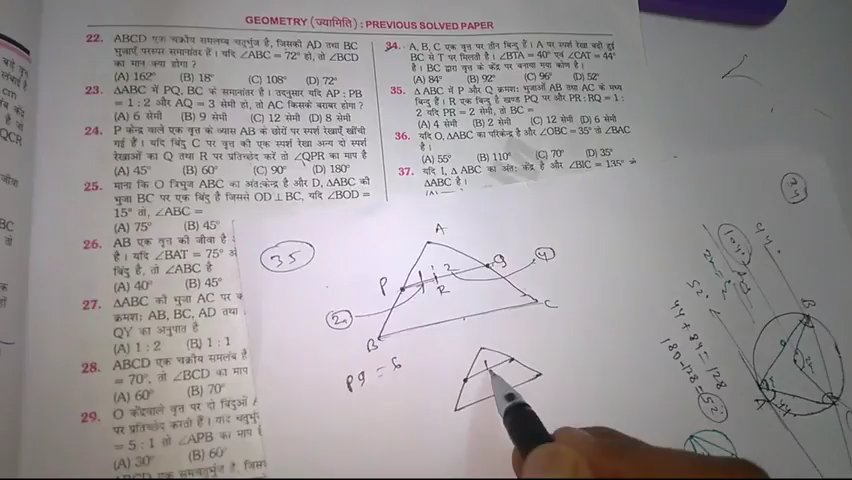 GEOMETRY (ज्यामिति) : PREVIOUS SOLVED PAPER
22. ABCD एक चक्रीय समलम्ब चतुर्भुज है, जिसकी AD तथा BC
भुजाएँ परस्पर समानांतर हैं। यदि ∠ABC = 72° हो, तो ∠BCD
का मान क्या होगा ?
(A) 162° (B) 18° (C) 108° (D) 72°
23. ΔABC में PQ, BC के समानांतर है। तदनुसार यदि AP : PB
= 1 : 2 और AQ = 3 सेमी हो, तो AC किसके बराबर होगा ?
(A) 6 सेमी (B) 9 सेमी (C) 12 सेमी (D) 8 सेमी
24. P केन्द्र वाले एक वृत्त के व्यास AB के छोरों पर स्पर्श रेखाएँ खींची
गई हैं। यदि बिंदु C पर वृत्त की एक स्पर्श रेखा अन्य दो स्पर्श
रेखाओं का Q तथा R पर प्रतिच्छेद करें तो ∠QPR का माप है
(A) 45° (B) 60° (C) 90° (D) 180°
25. माना कि O त्रिभुज ABC का अंत:केन्द्र है और D, ΔABC की
भुजा BC पर एक बिंदु है जिससे OD ⊥ BC, यदि ∠BOD =
15° तो, ∠ABC =
(A) 75° (B) 45°
26. AB एक वृत्त की जीवा है
यदि ∠BAT = 75°
बिंदु है, तो ∠ABC है
(A) 40° (B) 45°
27. ΔABC की भुजा AC पर
क्रमश: AB, BC, AD तथा
QY का अनुपात है
(A) 1 : 2 (B) 1 : 1
28. ABCD एक चक्रीय समलंब है
= 70°, तो ∠BCD का माप
(A) 60° (B) 70°
29. O केंद्रवाले वृत्त पर दो बिंदुओं
पर प्रतिच्छेद करती हैं। यदि
= 5 : 1 तो ∠APB का माप
(A) 30° (B) 60°
34. A, B, C एक वृत्त पर तीन बिन्दु हैं। A पर स्पर्श रेखा बढ़ी हुई
BC से T पर मिलती है। ∠BTA = 40° एवं ∠CAT = 44°
है। BC द्वारा वृत्त के केंद्र पर बनाया गया कोण है।
(A) 84° (B) 92° (C) 96° (D) 52°
35. ΔABC में P और Q क्रमश: भुजाओं AB तथा AC के मध्य
बिन्दु हैं। R एक बिन्दु है खण्ड PQ पर और PR : RQ = 1 :
2 यदि PR = 2 सेमी, तो BC =
(A) 4 सेमी (B) 2 सेमी (C) 12 सेमी (D) 6 सेमी
36. यदि O, ΔABC का परिकेन्द्र है और ∠OBC = 35° तो ∠BAC
है।
(A) 55° (B) 110° (C) 70° (D) 35°
37. यदि I, Δ ABC का अंत: केंद्र है और ∠BIC = 135°
ΔABC है।
35
A
P
1
2
Q
4
R
2
B
C
PQ = 6
34
44
B
44 + 84 = 128
180-128 = 52